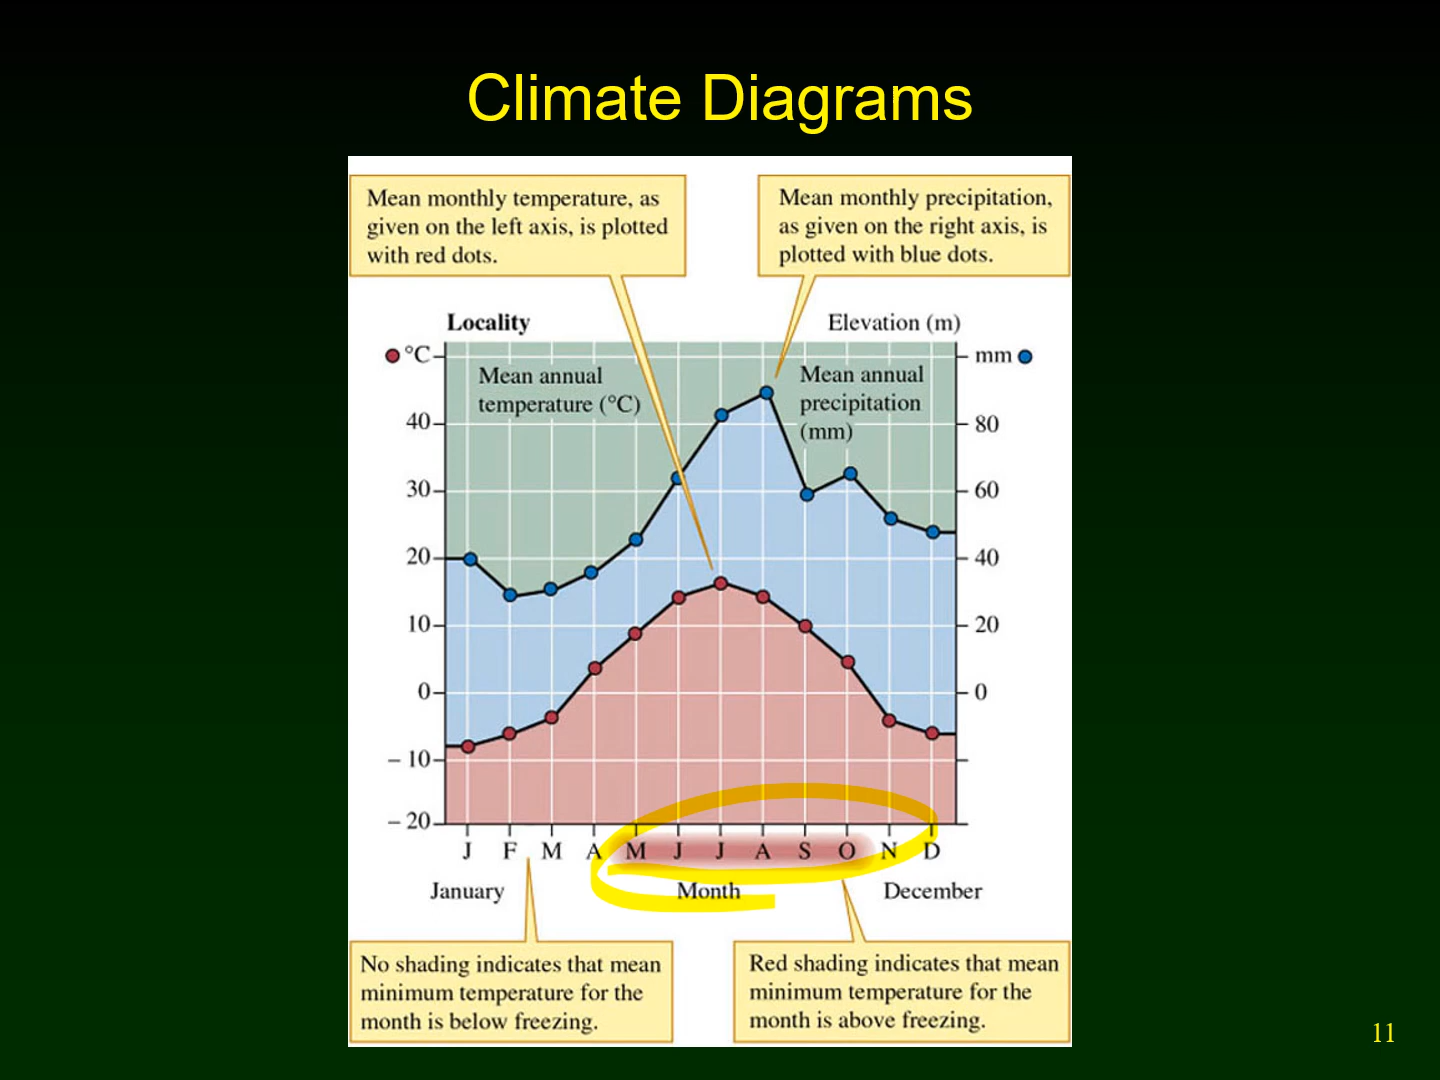 Climate Diagrams
Mean monthly temperature, as
given on the left axis, is plotted
with red dots.
Mean monthly precipitation,
as given on the right axis, is
plotted with blue dots.
Locality
Elevation (m)
°C
mm
Mean annual
temperature (°C)
Mean annual
precipitation
(mm)
40
80
30
60
20
40
10
20
0
0
– 10
– 20
J F M A M J J A S O N D
January Month December
No shading indicates that mean
minimum temperature for the
month is below freezing.
Red shading indicates that mean
minimum temperature for the
month is above freezing.
11